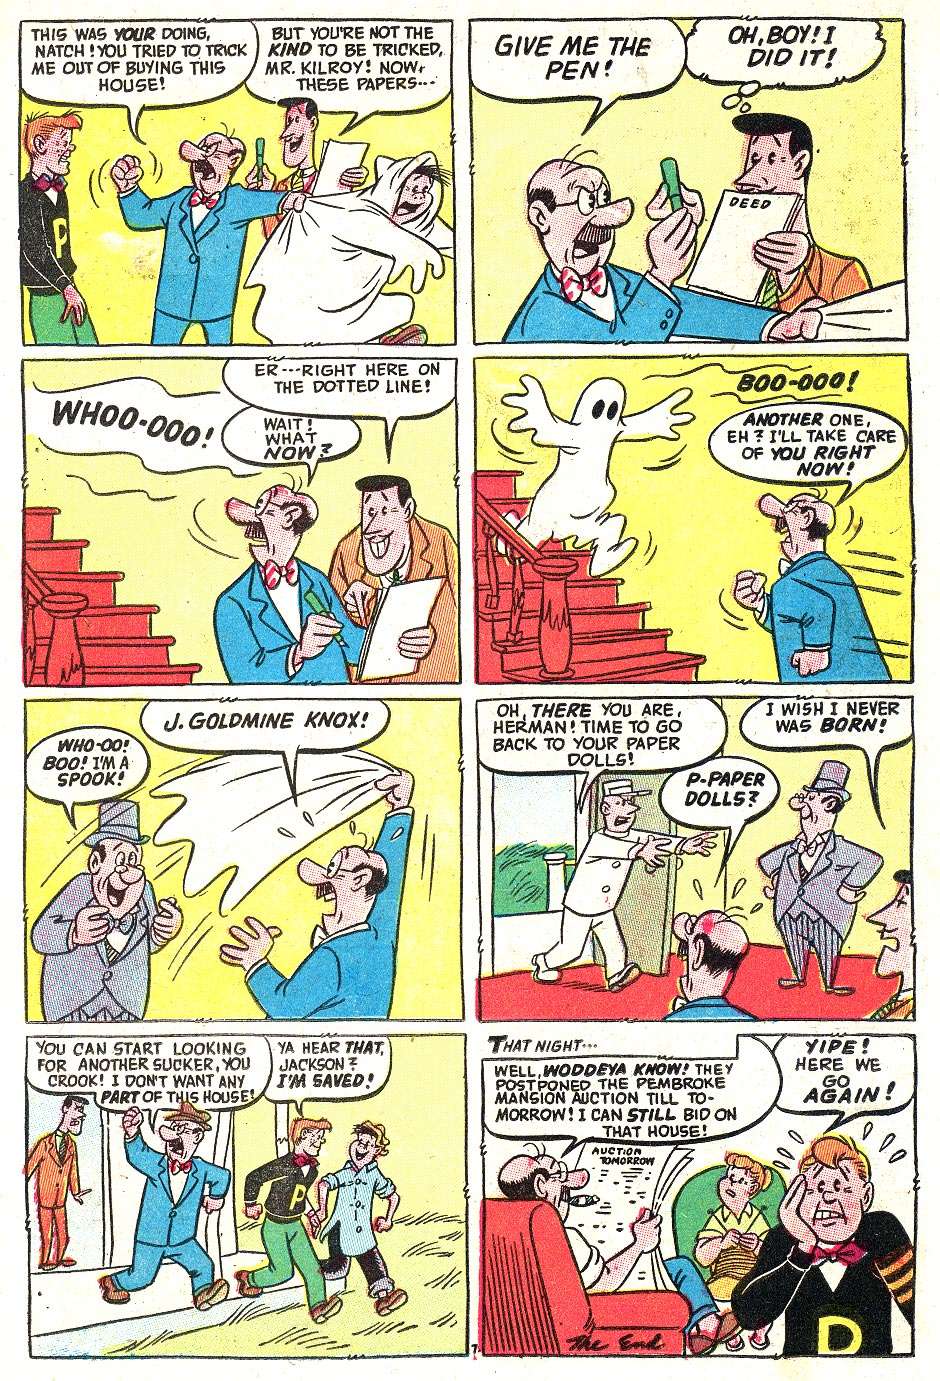 THIS WAS YOUR DOING,
NATCH! YOU TRIED TO TRICK
ME OUT OF BUYING THIS
HOUSE!
BUT YOU'RE NOT THE
KIND TO BE TRICKED,
MR. KILROY! NOW,
THESE PAPERS---
P
GIVE ME THE
PEN!
OH, BOY! I
DID IT!
DEED
WHOO-OOO!
WAIT!
WHAT
NOW?
ER---RIGHT HERE ON
THE DOTTED LINE!
BOO-OOO!
ANOTHER ONE,
EH? I'LL TAKE CARE
OF YOU RIGHT
NOW!
WHO-OO!
BOO! I'M A
SPOOK!
J. GOLDMINE KNOX!
OH, THERE YOU ARE,
HERMAN! TIME TO GO
BACK TO YOUR PAPER
DOLLS!
P-PAPER
DOLLS?
I WISH I NEVER
WAS BORN!
YOU CAN START LOOKING
FOR ANOTHER SUCKER, YOU
CROOK! I DON'T WANT ANY
PART OF THIS HOUSE!
YA HEAR THAT,
JACKSON?
I'M SAVED!
P
THAT NIGHT---
WELL, WODDEYA KNOW! THEY
POSTPONED THE PEMBROKE
MANSION AUCTION TILL TO-
MORROW! I CAN STILL BID ON
THAT HOUSE!
YIPE!
HERE WE
GO
AGAIN!
AUCTION
TOMORROW
P
The End
7